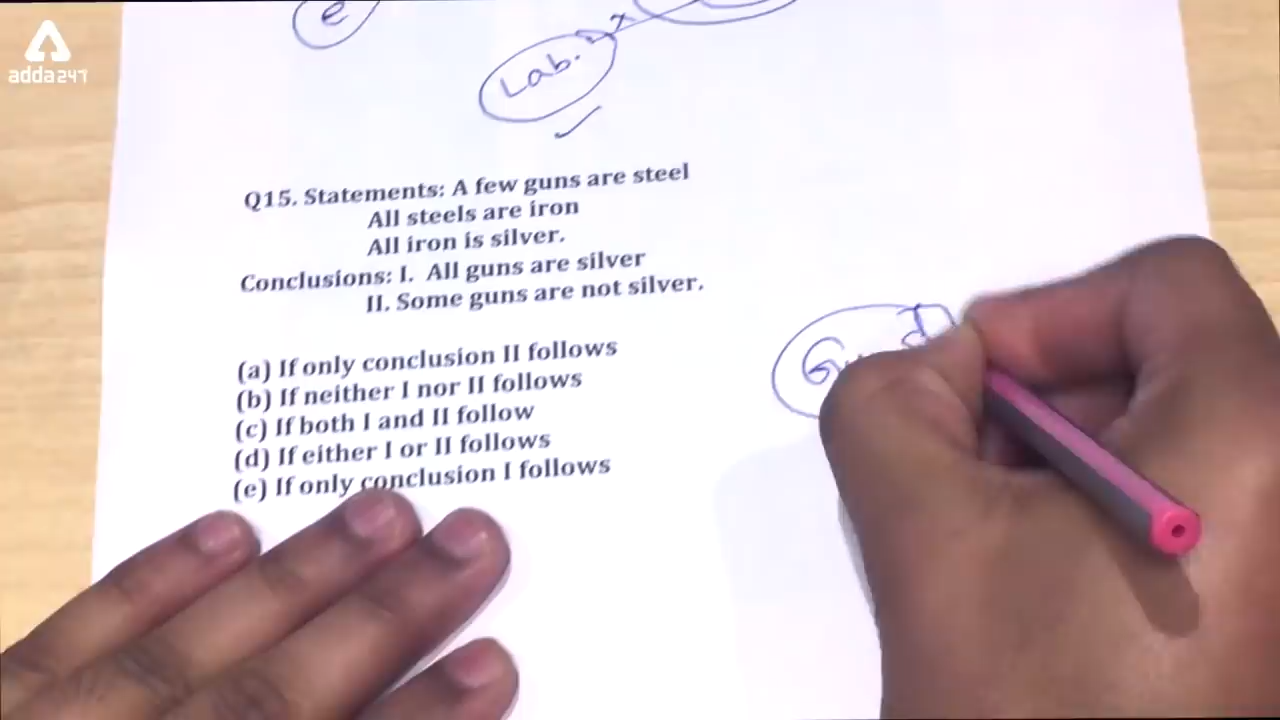 adda247
e
Lab.
Q15. Statements: A few guns are steel
All steels are iron
All iron is silver.
Conclusions: I. All guns are silver
II. Some guns are not silver.
(a) If only conclusion II follows
(b) If neither I nor II follows
(c) If both I and II follow
(d) If either I or II follows
(e) If only conclusion I follows